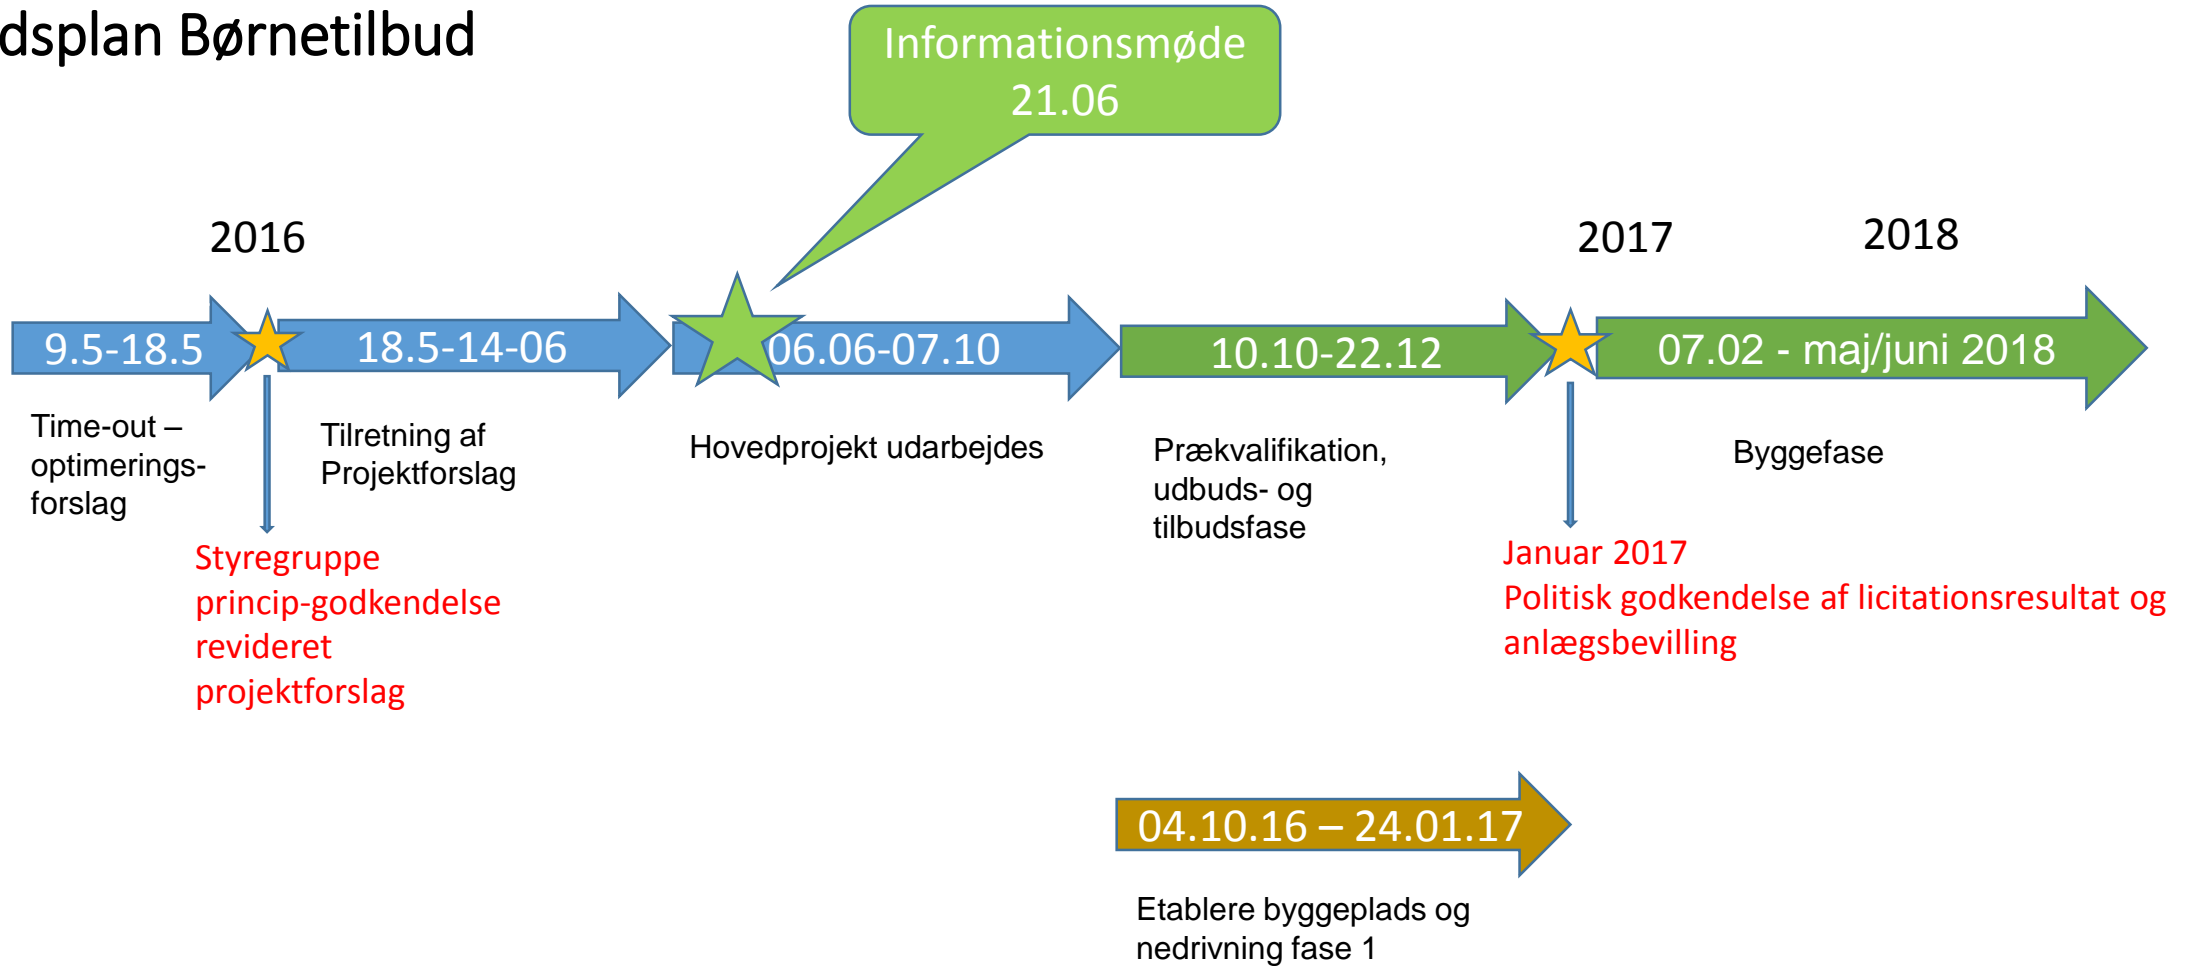 dsplan Børnetilbud
Informationsmøde
21.06
2016
2017
2018
9.5-18.5
18.5-14-06
06.06-07.10
10.10-22.12
07.02 - maj/juni 2018
Time-out –
optimerings-
forslag
Tilretning af
Projektforslag
Hovedprojekt udarbejdes
Prækvalifikation,
udbuds- og
tilbudsfase
Byggefase
Styregruppe
princip-godkendelse
revideret
projektforslag
Januar 2017
Politisk godkendelse af licitationsresultat og
anlægsbevilling
04.10.16 – 24.01.17
Etablere byggeplads og
nedrivning fase 1